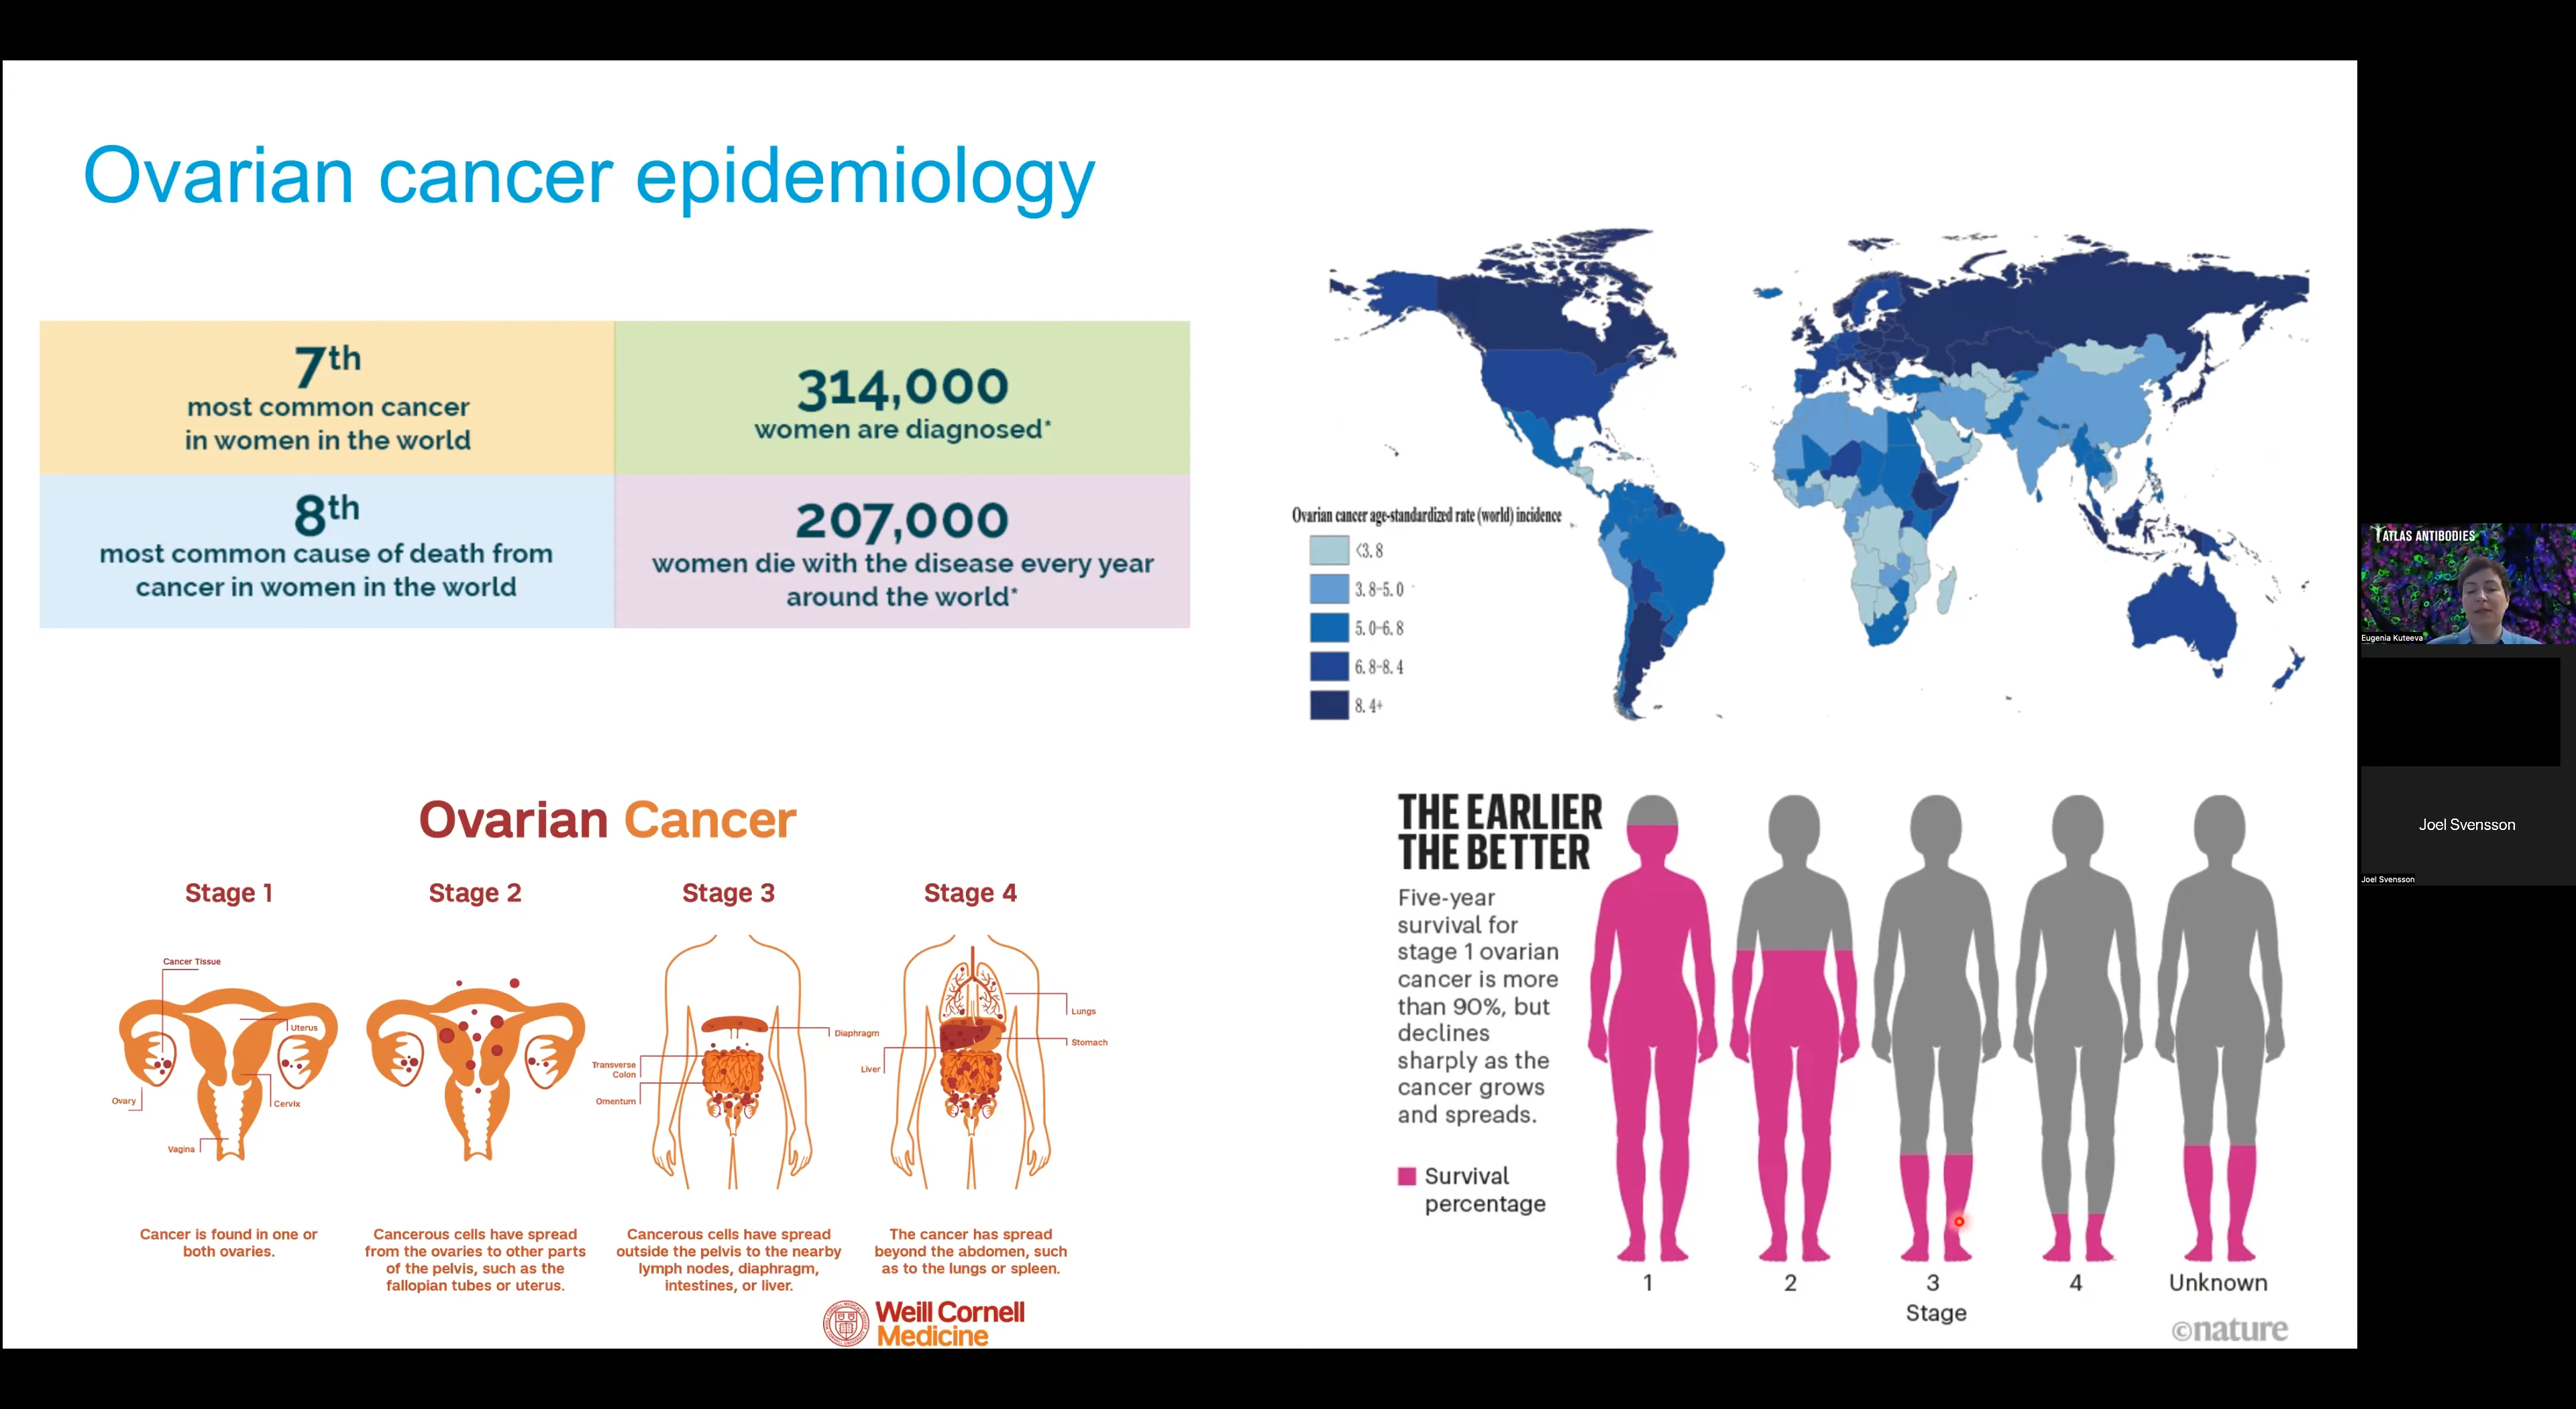 Ovarian cancer epidemiology
7th
most common cancer
in women in the world
314,000
women are diagnosed*
8th
most common cause of death from
cancer in women in the world
207,000
women die with the disease every year
around the world*
Ovarian cancer age-standardized rate (world) incidence
<3.8
3.8-5.0
5.0-6.8
6.8-8.4
8.4+
Ovarian Cancer
Stage 1
Stage 2
Stage 3
Stage 4
Cancer Tissue
Uterus
Ovary
Cervix
Vagina
Diaphragm
Transverse
Colon
Omentum
Lungs
Stomach
Liver
Cancer is found in one or
both ovaries.
Cancerous cells have spread
from the ovaries to other parts
of the pelvis, such as the
fallopian tubes or uterus.
Cancerous cells have spread
outside the pelvis to the nearby
lymph nodes, diaphragm,
intestines, or liver.
The cancer has spread
beyond the abdomen, such
as to the lungs or spleen.
Weill Cornell
Medicine
THE EARLIER
THE BETTER
Five-year
survival for
stage 1 ovarian
cancer is more
than 90%, but
declines
sharply as the
cancer grows
and spreads.
Survival
percentage
1
2
3
4
Unknown
Stage
©nature
ATLAS ANTIBODIES
Eugenia Kuteeva
Joel Svensson
Joel Svensson